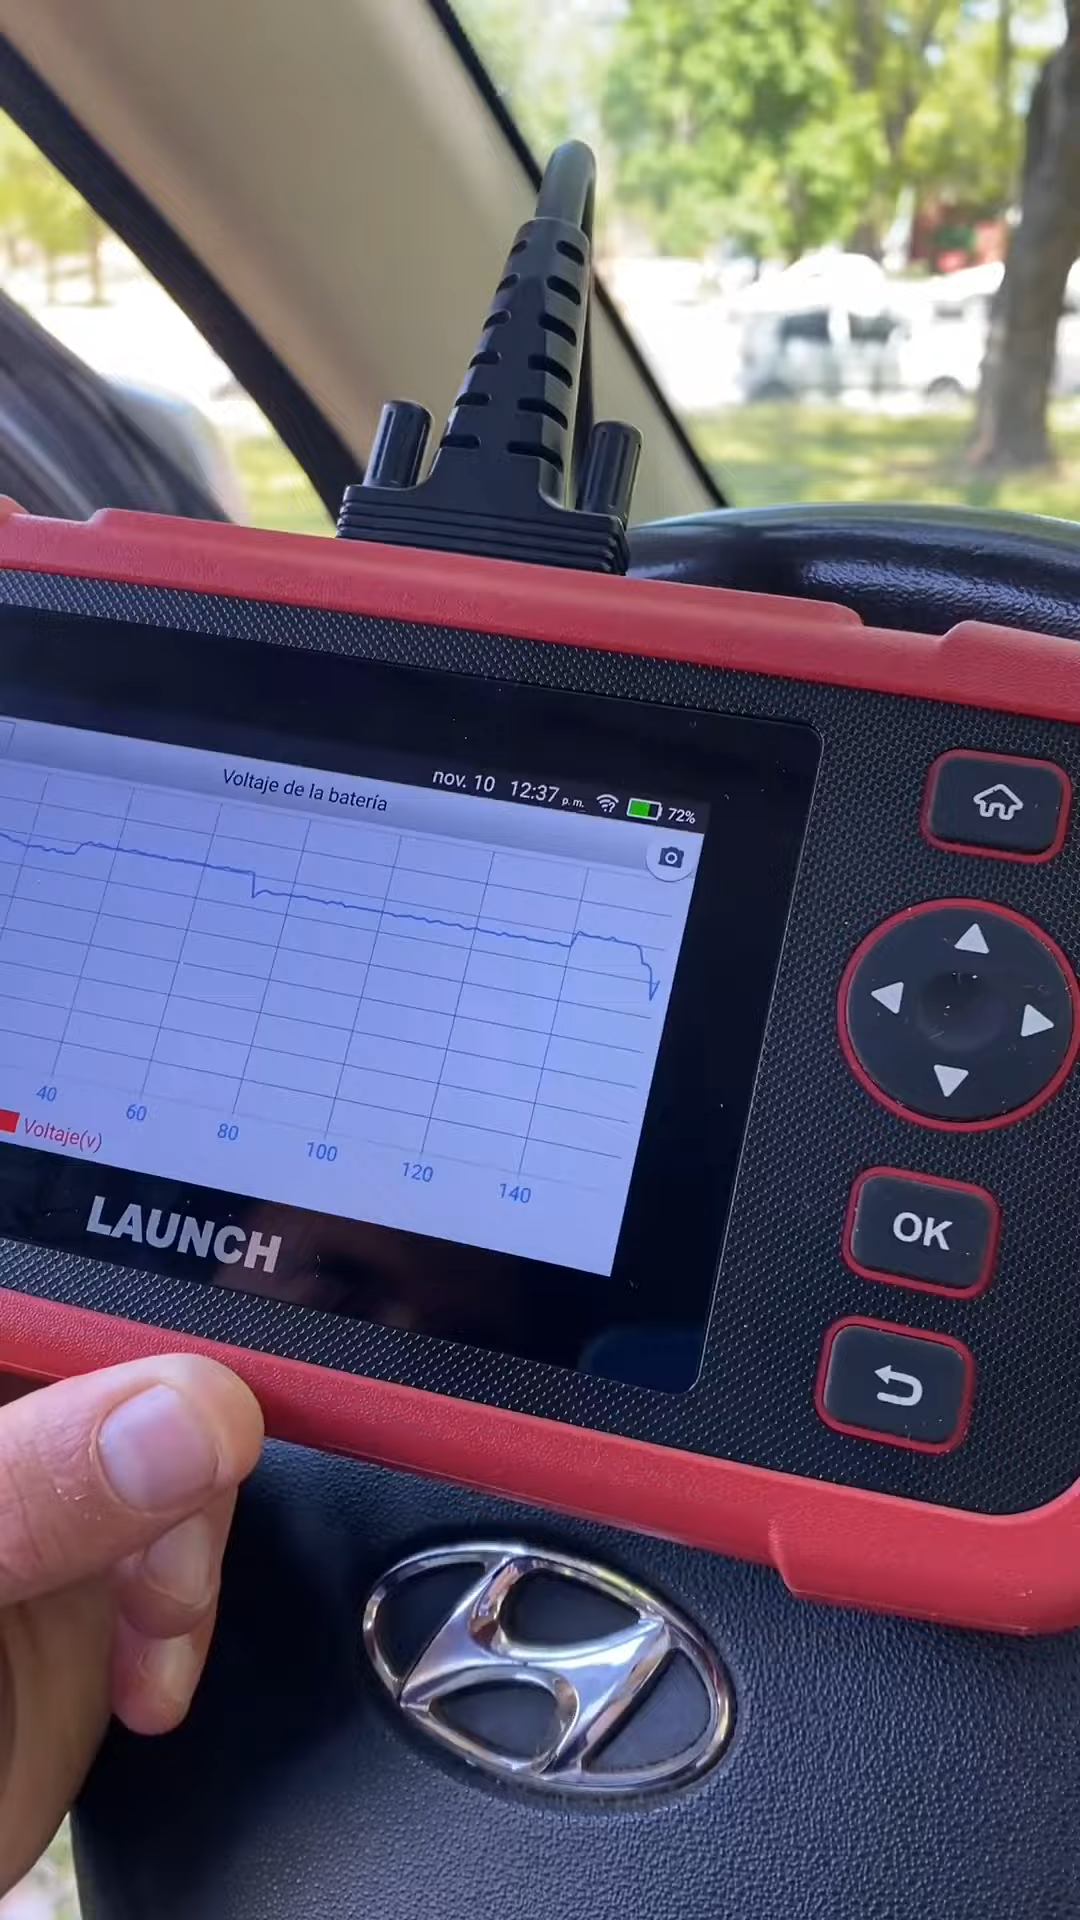 nov. 10 12:37 p. m. 72%
Voltaje de la batería
40 60 80 100 120 140
Voltaje(v)
LAUNCH
OK